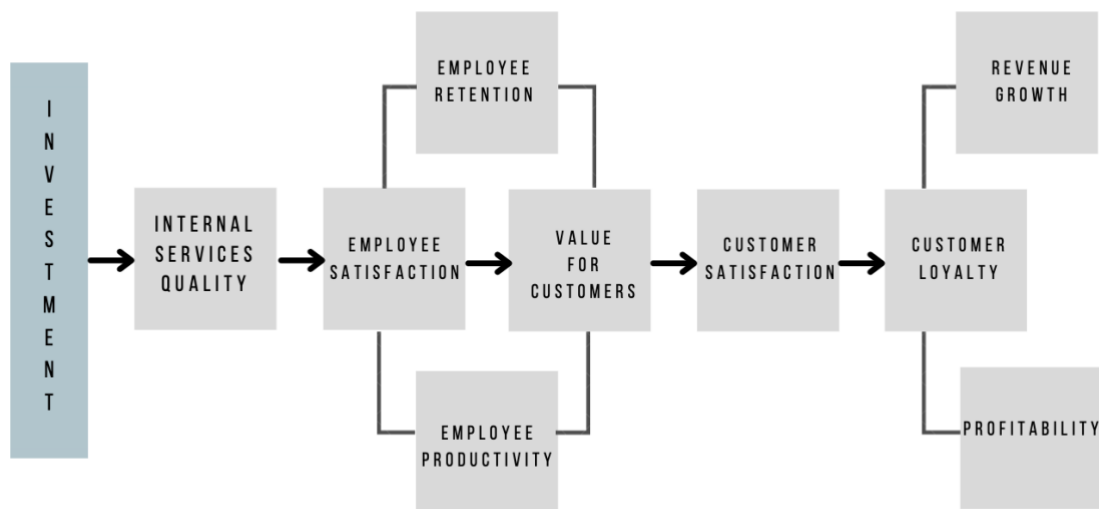 INVESTMENT
INTERNAL
SERVICES
QUALITY
EMPLOYEE
SATISFACTION
EMPLOYEE
RETENTION
EMPLOYEE
PRODUCTIVITY
VALUE
FOR
CUSTOMERS
CUSTOMER
SATISFACTION
CUSTOMER
LOYALTY
REVENUE
GROWTH
PROFITABILITY